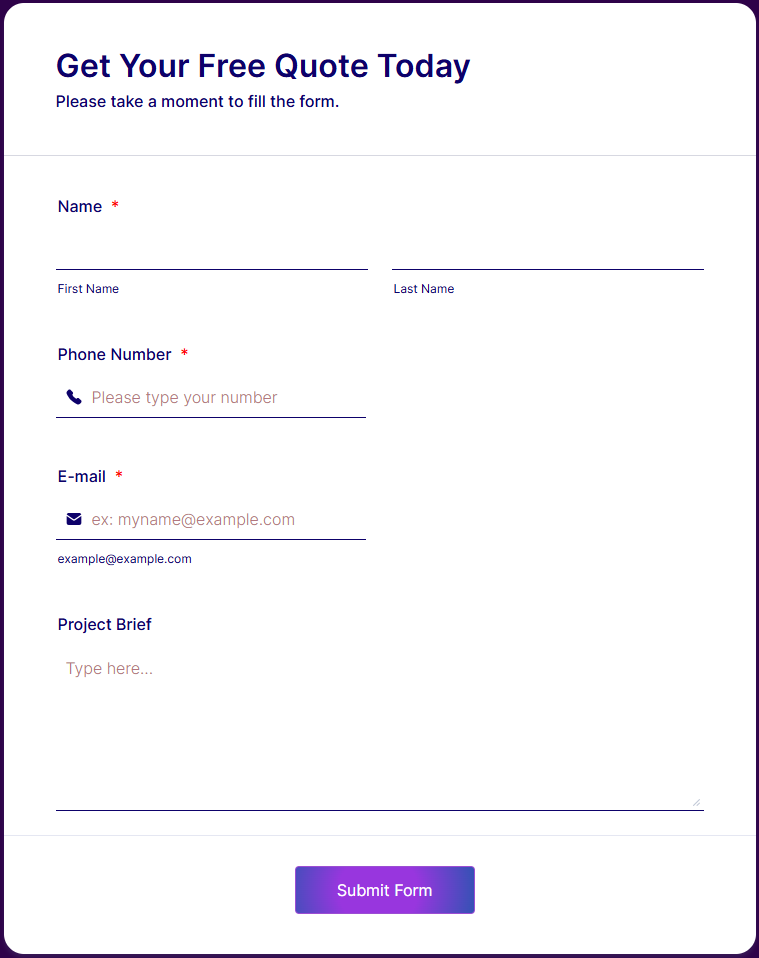 Get Your Free Quote Today
Please take a moment to fill the form.
Name *
First Name Last Name
Phone Number *
Please type your number
E-mail *
ex: myname@example.com
example@example.com
Project Brief
Type here...
Submit Form